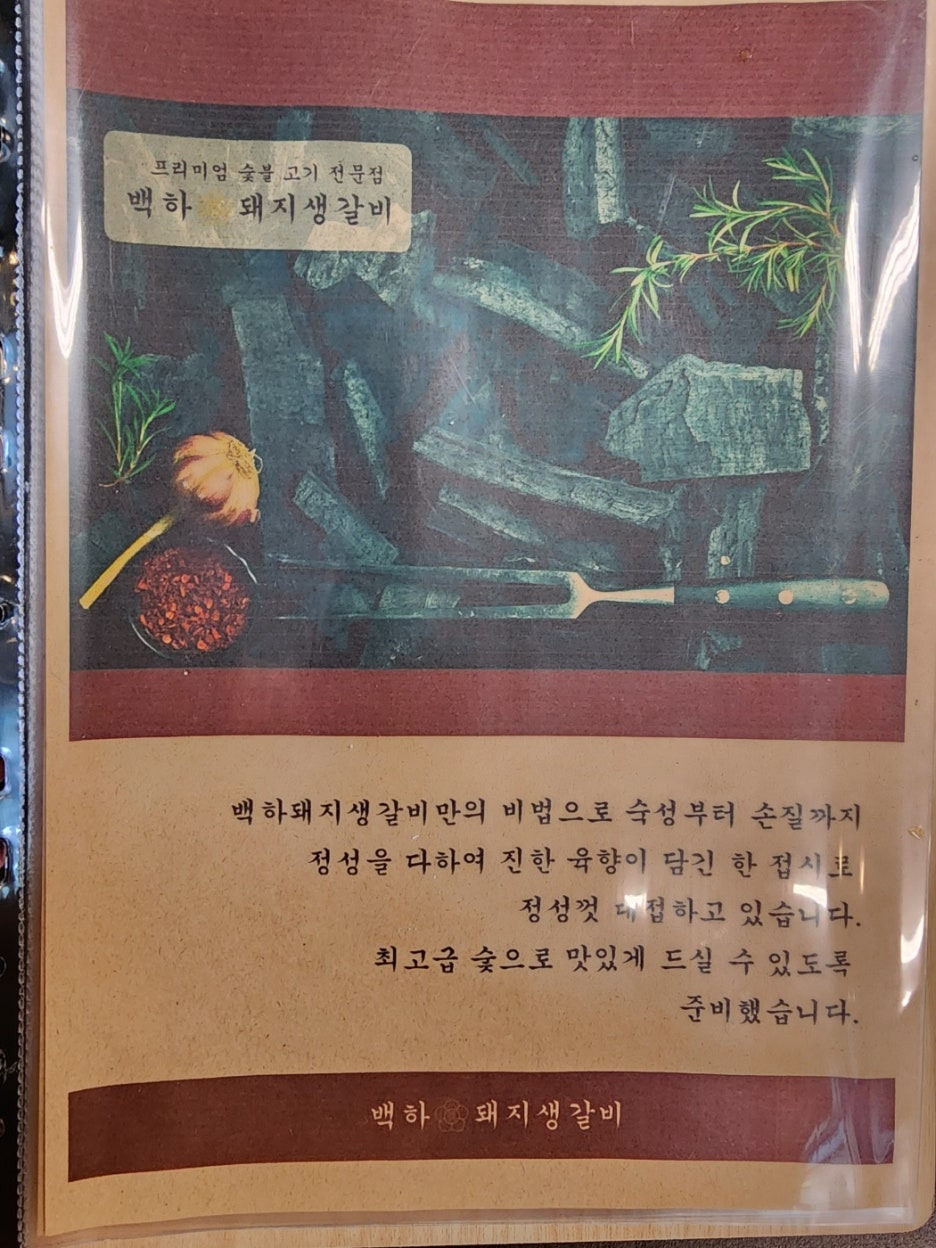 프리미엄 숯불 고기 전문점
백하 돼지생갈비
백하돼지생갈비만의 비법으로 숙성부터 손질까지
정성을 다하여 진한 육향이 담긴 한 접시로
정성껏 대접하고 있습니다.
최고급 숯으로 맛있게 드실 수 있도록
준비했습니다.
백하 돼지생갈비